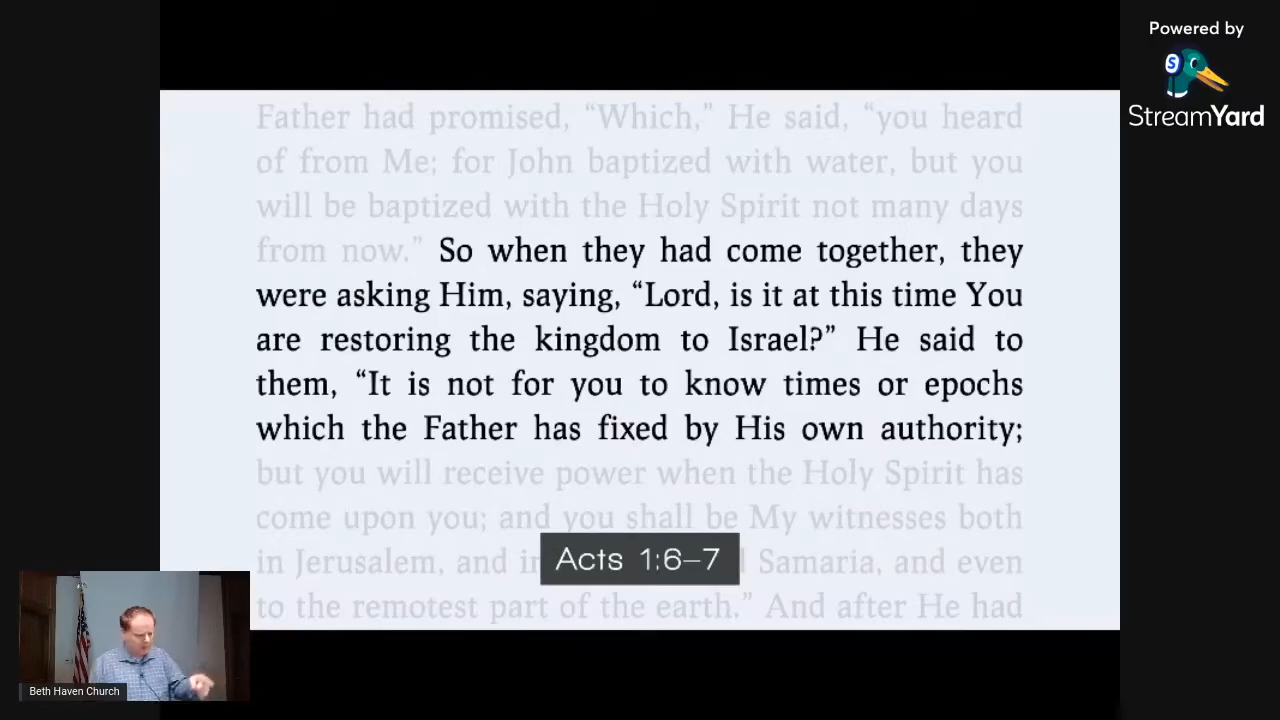 Powered by
S
StreamYard
Father had promised, “Which,” He said, “you heard
of from Me; for John baptized with water, but you
will be baptized with the Holy Spirit not many days
from now.” So when they had come together, they
were asking Him, saying, “Lord, is it at this time You
are restoring the kingdom to Israel?” He said to
them, “It is not for you to know times or epochs
which the Father has fixed by His own authority;
but you will receive power when the Holy Spirit has
come upon you; and you shall be My witnesses both
in Jerusalem, and in Samaria, and even
Acts 1:6–7
to the remotest part of the earth.” And after He had
Beth Haven Church